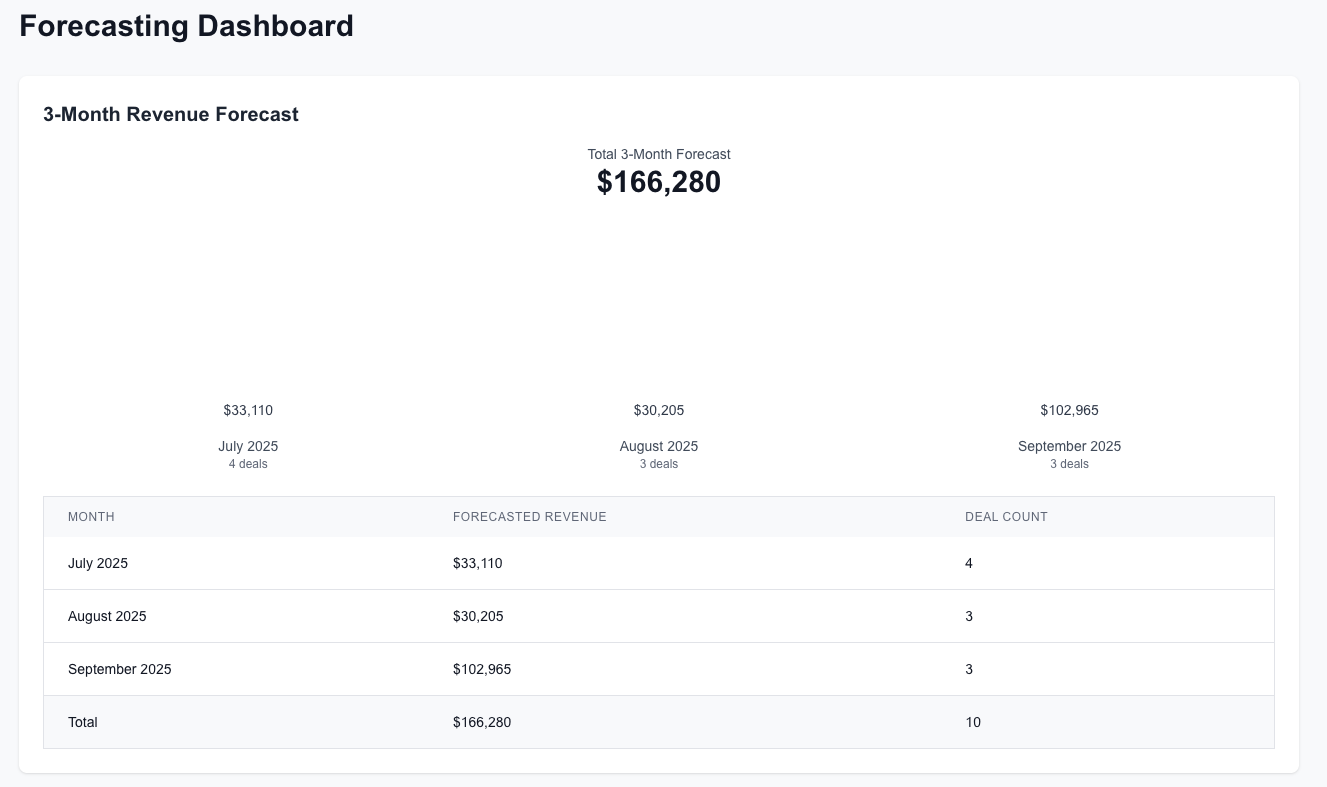 Forecasting Dashboard
3-Month Revenue Forecast
Total 3-Month Forecast
$166,280
$33,110 $30,205 $102,965
July 2025 August 2025 September 2025
4 deals 3 deals 3 deals
MONTH FORECASTED REVENUE DEAL COUNT
July 2025 $33,110 4
August 2025 $30,205 3
September 2025 $102,965 3
Total $166,280 10